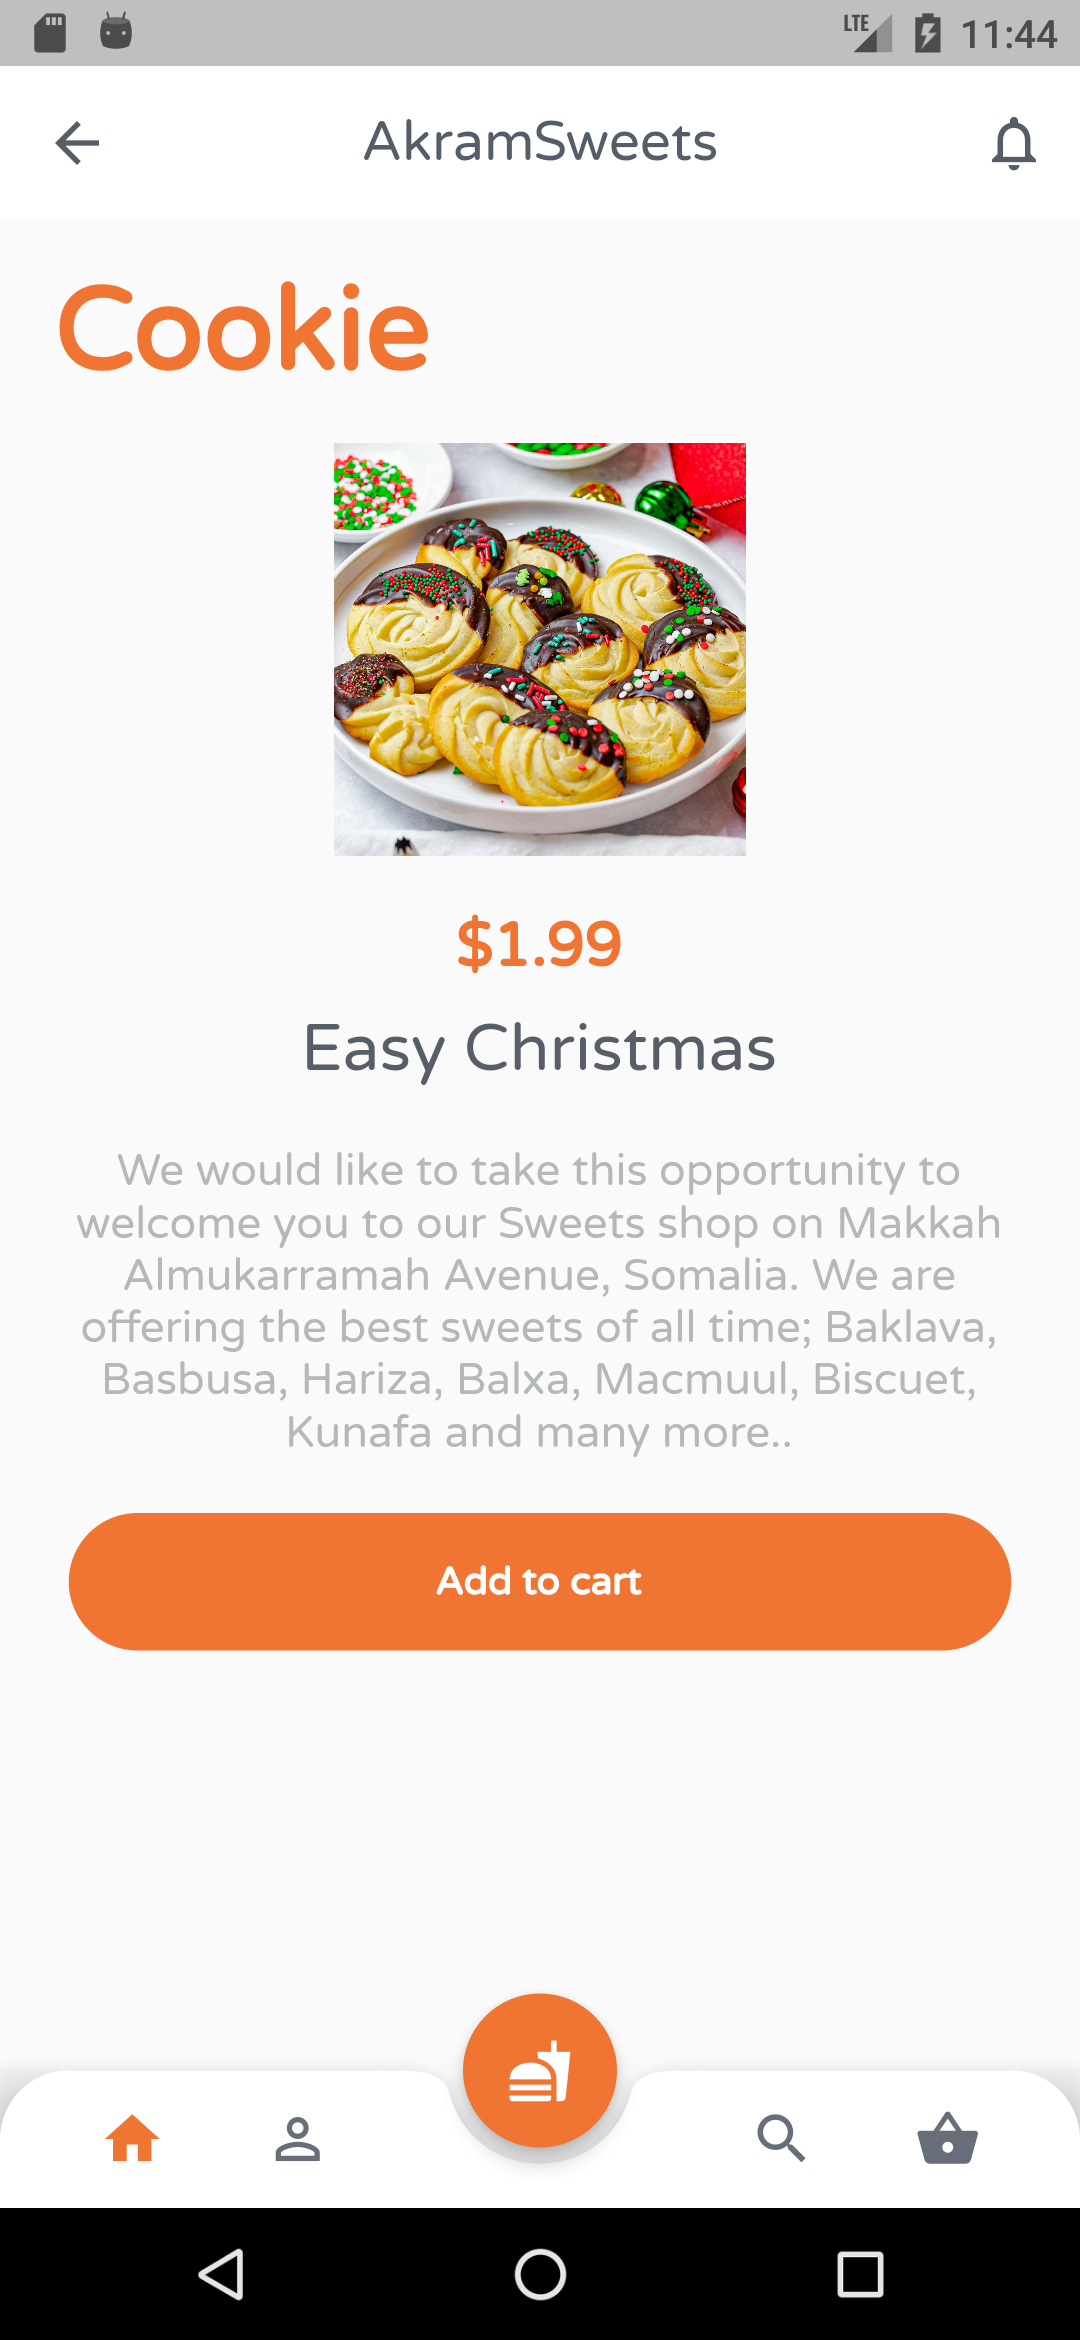 LTE 11:44
AkramSweets
Cookie
$1.99
Easy Christmas
We would like to take this opportunity to
welcome you to our Sweets shop on Makkah
Almukarramah Avenue, Somalia. We are
offering the best sweets of all time; Baklava,
Basbusa, Hariza, Balxa, Macmuul, Biscuet,
Kunafa and many more..
Add to cart